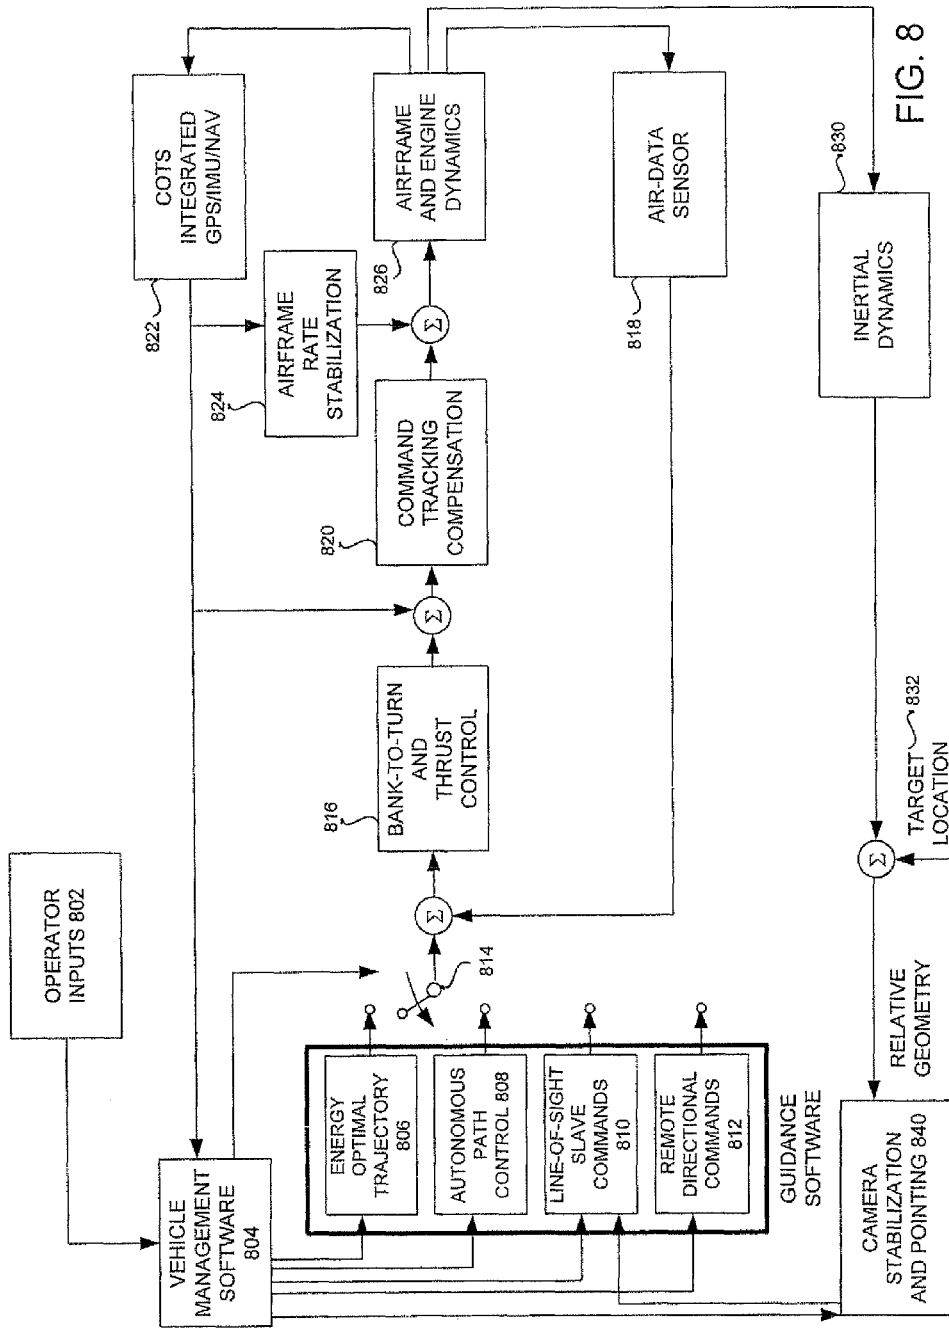 OPERATOR
INPUTS 802
VEHICLE
MANAGEMENT
SOFTWARE
804
ENERGY
OPTIMAL
TRAJECTORY
806
AUTONOMOUS
PATH
CONTROL 808
LINE-OF-SIGHT
SLAVE
COMMANDS
810
REMOTE
DIRECTIONAL
COMMANDS
812
GUIDANCE
SOFTWARE
814
Σ
816
BANK-TO-TURN
AND
THRUST
CONTROL
Σ
820
COMMAND
TRACKING
COMPENSATION
824
AIRFRAME
RATE
STABILIZATION
Σ
822
COTS
INTEGRATED
GPS/IMU/NAV
826
AIRFRAME
AND ENGINE
DYNAMICS
818
AIR-DATA
SENSOR
830
INERTIAL
DYNAMICS
Σ
TARGET 832
LOCATION
RELATIVE
GEOMETRY
CAMERA
STABILIZATION
AND POINTING 840
FIG. 8